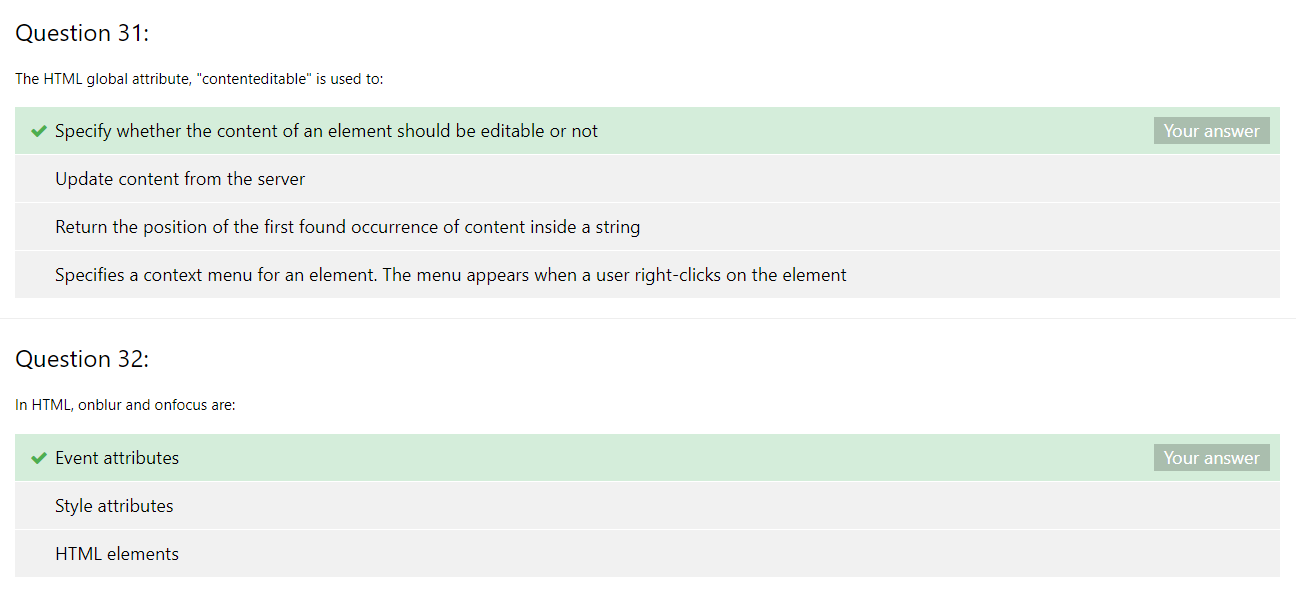 Question 31:
The HTML global attribute, "contenteditable" is used to:
Specify whether the content of an element should be editable or not
Your answer
Update content from the server
Return the position of the first found occurrence of content inside a string
Specifies a context menu for an element. The menu appears when a user right-clicks on the element
Question 32:
In HTML, onblur and onfocus are:
Event attributes
Your answer
Style attributes
HTML elements